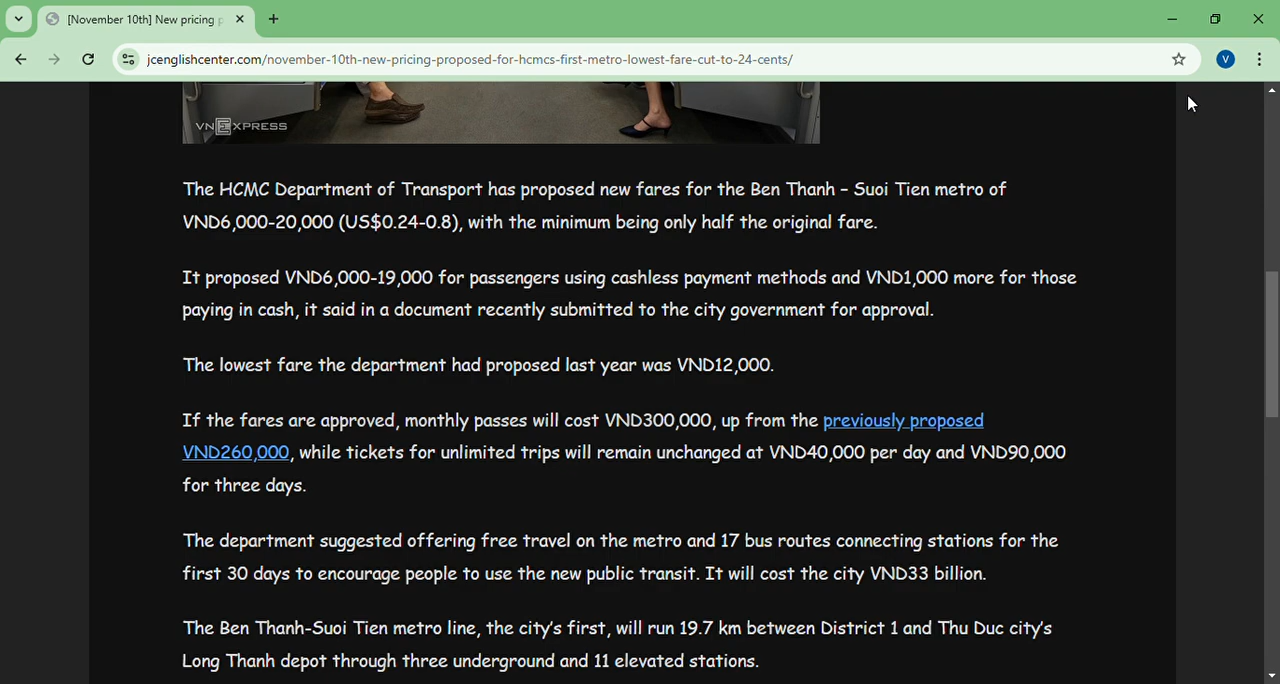 [November 10th] New pricing p
jcenglishcenter.com/november-10th-new-pricing-proposed-for-hcmcs-first-metro-lowest-fare-cut-to-24-cents/
V
VNEXPRESS
The HCMC Department of Transport has proposed new fares for the Ben Thanh – Suoi Tien metro of
VND6,000-20,000 (US$0.24-0.8), with the minimum being only half the original fare.
It proposed VND6,000-19,000 for passengers using cashless payment methods and VND1,000 more for those
paying in cash, it said in a document recently submitted to the city government for approval.
The lowest fare the department had proposed last year was VND12,000.
If the fares are approved, monthly passes will cost VND300,000, up from the previously proposed
VND260,000, while tickets for unlimited trips will remain unchanged at VND40,000 per day and VND90,000
for three days.
The department suggested offering free travel on the metro and 17 bus routes connecting stations for the
first 30 days to encourage people to use the new public transit. It will cost the city VND33 billion.
The Ben Thanh-Suoi Tien metro line, the city's first, will run 19.7 km between District 1 and Thu Duc city's
Long Thanh depot through three underground and 11 elevated stations.